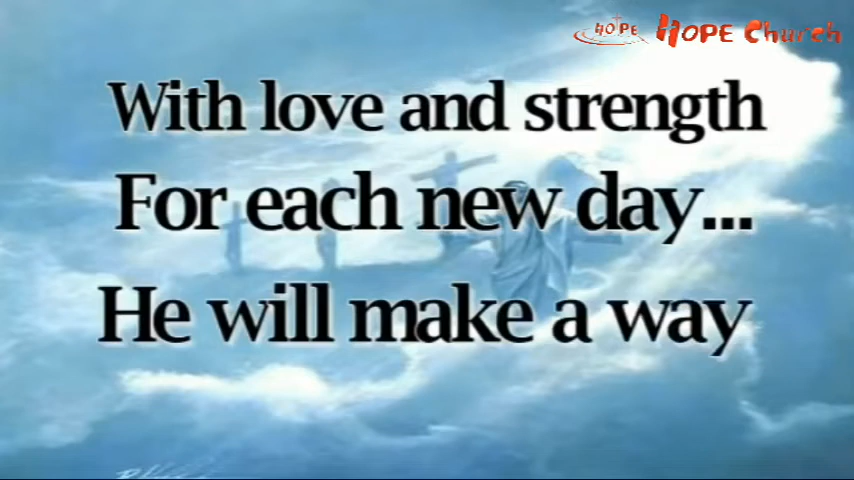 HOPE HOPE Church
With love and strength
For each new day...
He will make a way